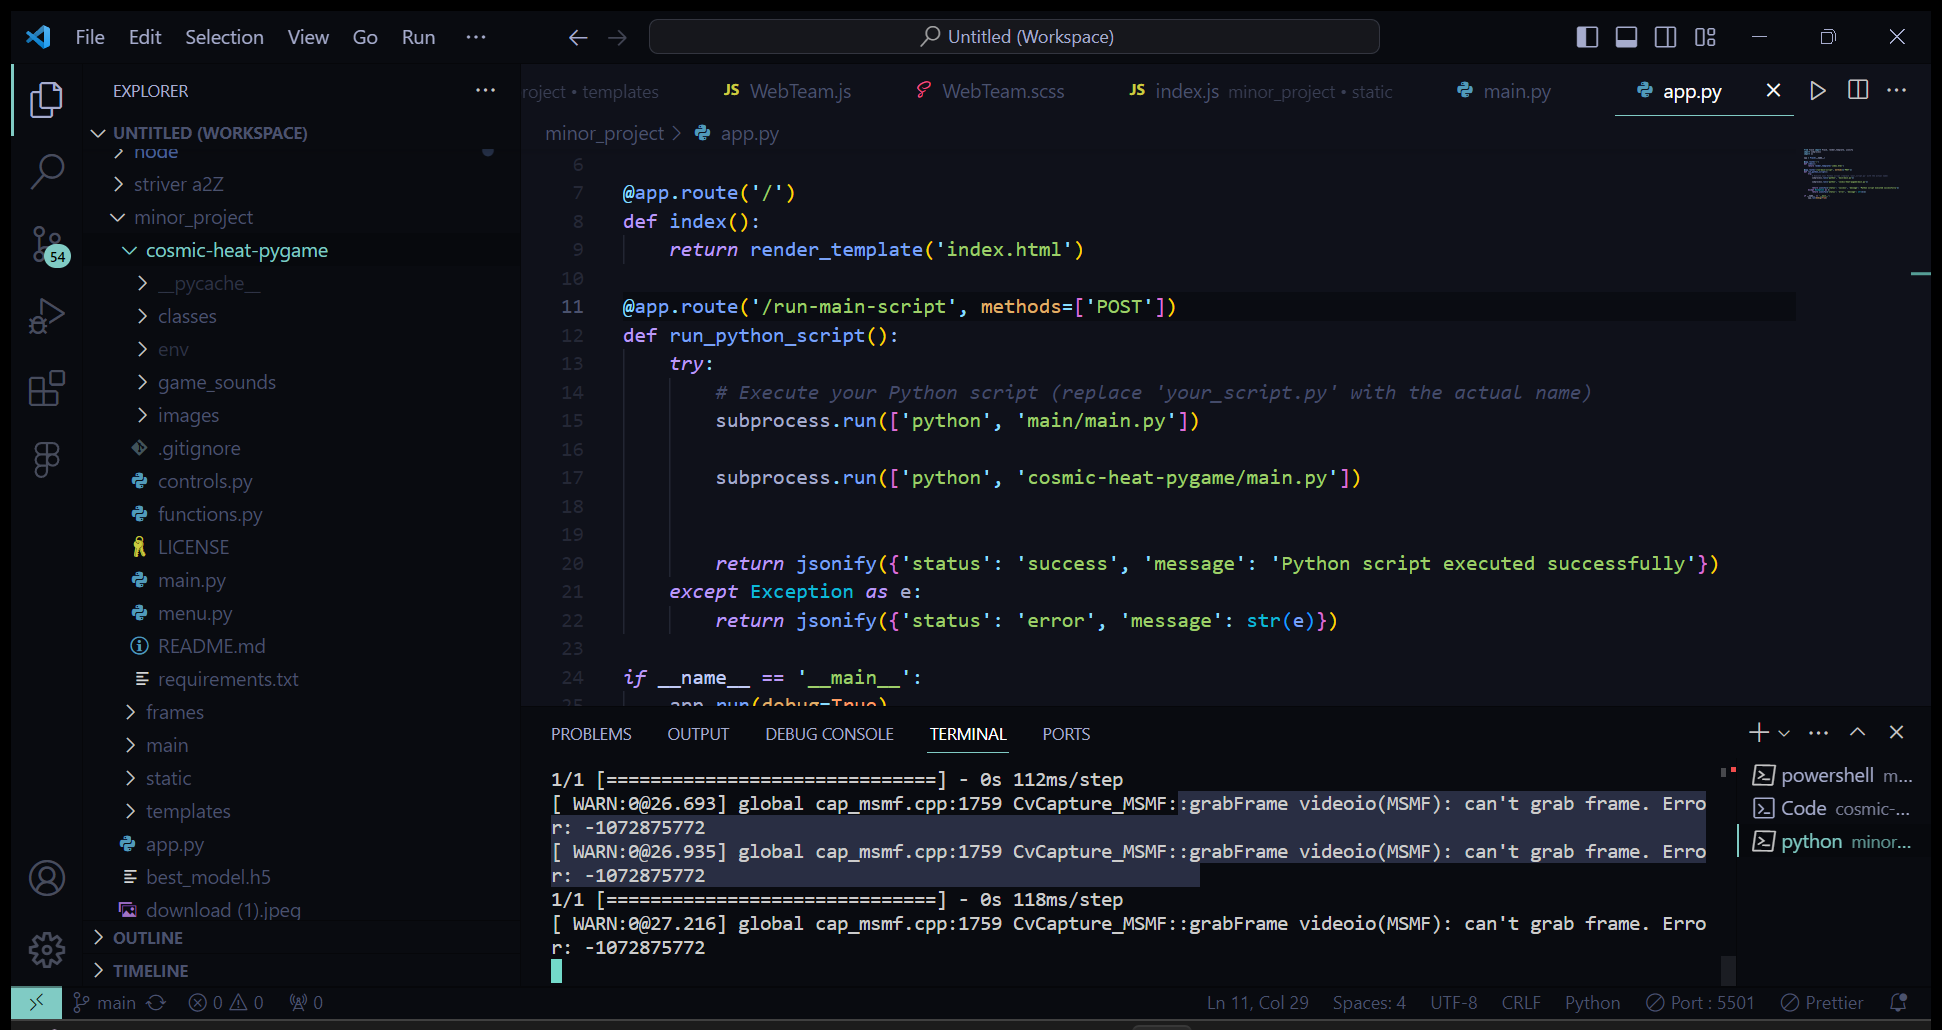 File Edit Selection View Go Run ···
Untitled (Workspace)
EXPLORER
roject • templates
JS WebTeam.js
WebTeam.scss
JS index.js minor_project • static
main.py
app.py
UNTITLED (WORKSPACE)
node
striver a2Z
minor_project
cosmic-heat-pygame
__pycache__
classes
env
game_sounds
images
.gitignore
controls.py
functions.py
LICENSE
main.py
menu.py
README.md
requirements.txt
frames
main
static
templates
app.py
best_model.h5
download (1).jpeg
OUTLINE
TIMELINE
54
minor_project > app.py
6
7 @app.route('/')
8 def index():
9 return render_template('index.html')
10
11 @app.route('/run-main-script', methods=['POST'])
12 def run_python_script():
13 try:
14 # Execute your Python script (replace 'your_script.py' with the actual name)
15 subprocess.run(['python', 'main/main.py'])
16
17 subprocess.run(['python', 'cosmic-heat-pygame/main.py'])
18
19
20 return jsonify({'status': 'success', 'message': 'Python script executed successfully'})
21 except Exception as e:
22 return jsonify({'status': 'error', 'message': str(e)})
23
24 if __name__ == '__main__':
25 app.run(debug=True)
PROBLEMS OUTPUT DEBUG CONSOLE TERMINAL PORTS
1/1 [==============================] - 0s 112ms/step
[ WARN:0@26.693] global cap_msmf.cpp:1759 CvCapture_MSMF::grabFrame videoio(MSMF): can't grab frame. Erro
r: -1072875772
[ WARN:0@26.935] global cap_msmf.cpp:1759 CvCapture_MSMF::grabFrame videoio(MSMF): can't grab frame. Erro
r: -1072875772
1/1 [==============================] - 0s 118ms/step
[ WARN:0@27.216] global cap_msmf.cpp:1759 CvCapture_MSMF::grabFrame videoio(MSMF): can't grab frame. Erro
r: -1072875772
powershell m...
Code cosmic-...
python minor...
main 0 0 0
Ln 11, Col 29 Spaces: 4 UTF-8 CRLF Python Port : 5501 Prettier